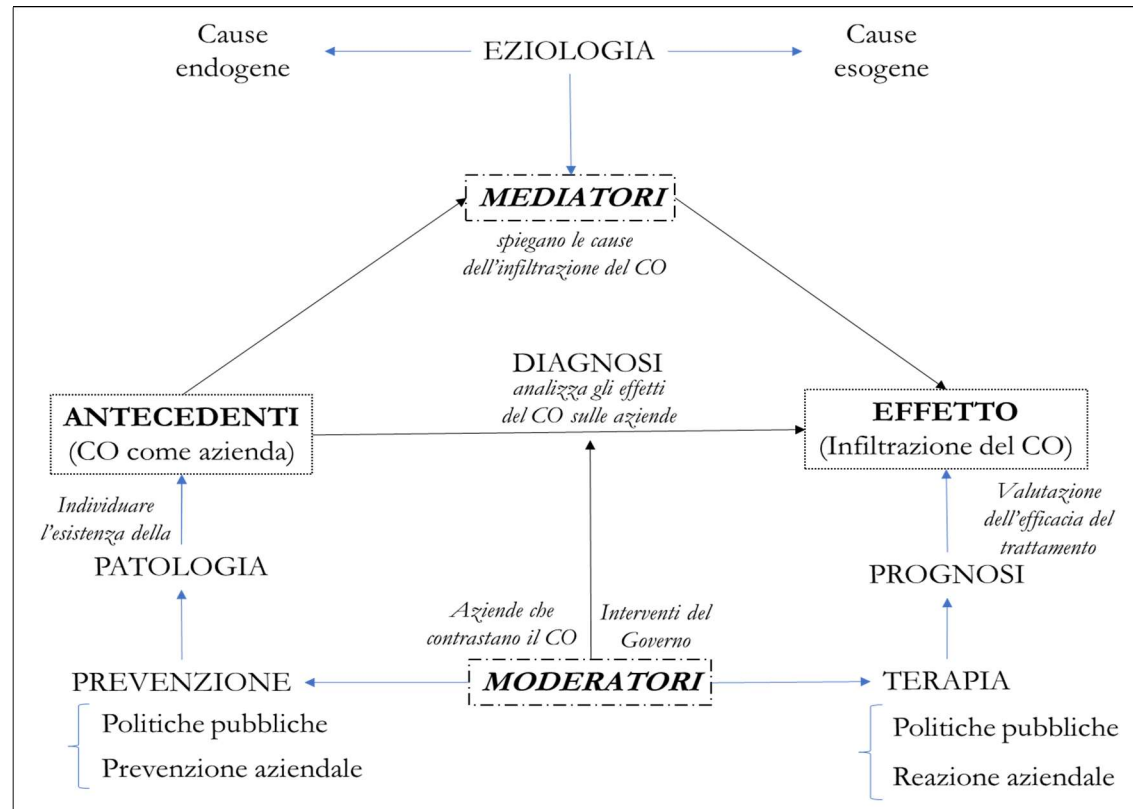 Cause
endogene
EZIOLOGIA
Cause
esogene
MEDIATORI
spiegano le cause
dell'infiltrazione del CO
DIAGNOSI
analizza gli effetti
del CO sulle aziende
ANTECEDENTI
(CO come azienda)
EFFETTO
(Infiltrazione del CO)
Individuare
l'esistenza della
PATOLOGIA
Valutazione
dell'efficacia del
trattamento
PROGNOSI
Aziende che
contrastano il CO
Interventi del
Governo
PREVENZIONE
MODERATORI
TERAPIA
Politiche pubbliche
Prevenzione aziendale
Politiche pubbliche
Reazione aziendale